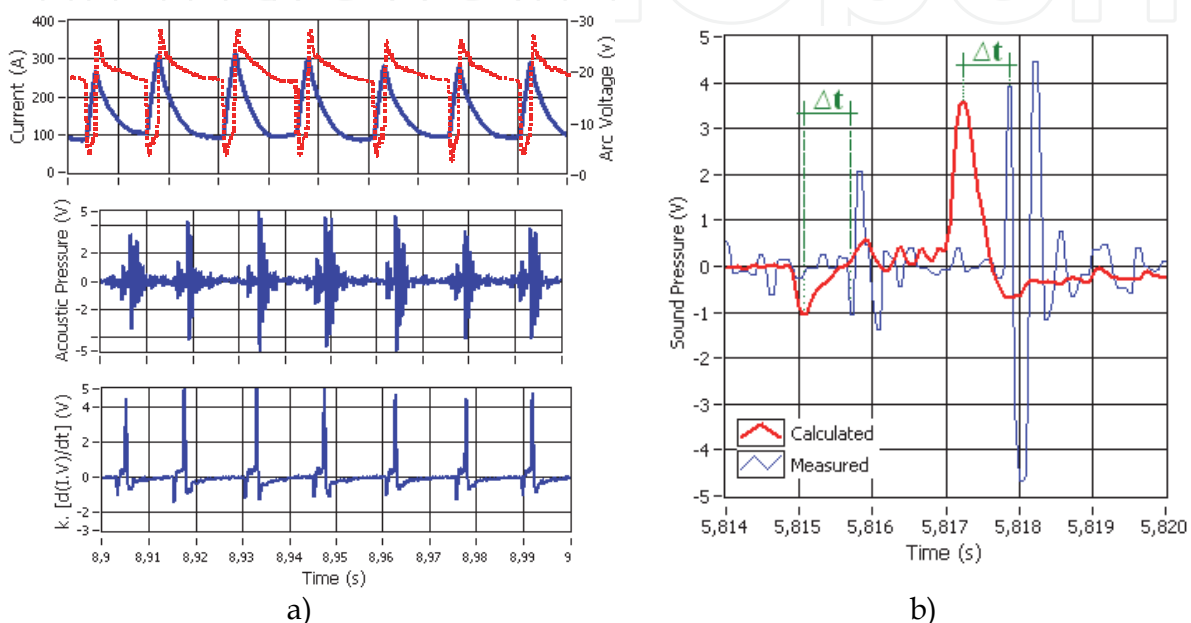 400
300
200
100
0
Current (A)
-30
-20
-10
-0
Arc Voltage (v)
5
2
0
-2
-5
Acoustic Pressure (V)
5
4
2
0
-2
-3
k. [d(I.V)/dt] (V)
8,9 8,91 8,92 8,93 8,94 8,95 8,96 8,97 8,98 8,99 9
Time (s)
a)
5
4
3
2
1
0
-1
-2
-3
-4
-5
Sound Pressure (V)
Δt
Δt
Calculated
Measured
5,814 5,815 5,816 5,817 5,818 5,819 5,820
Time (s)
b)